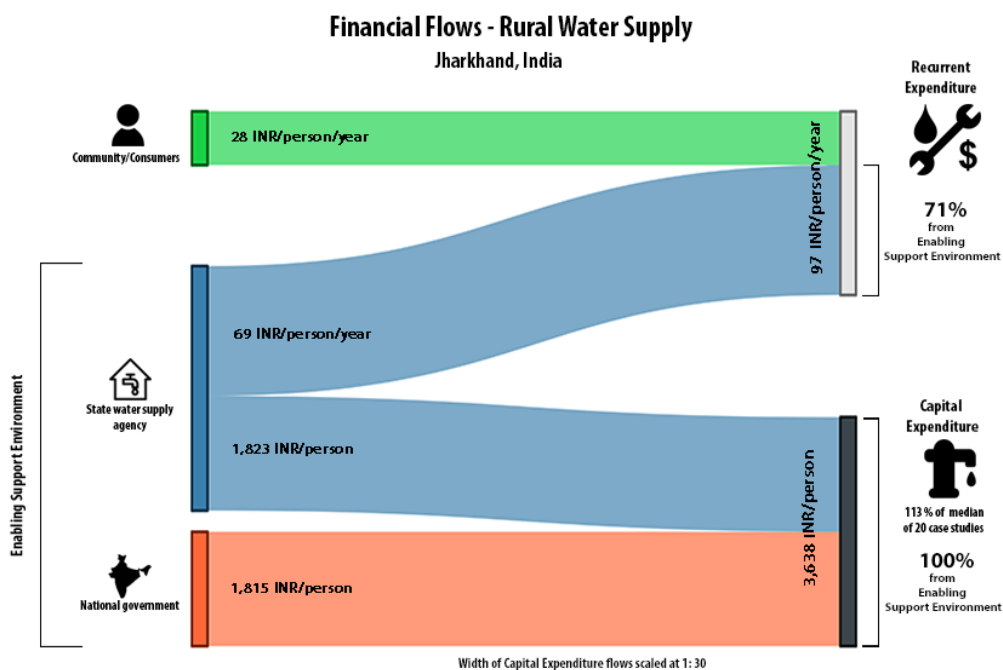 Financial Flows - Rural Water Supply
Jharkhand, India
Recurrent
Expenditure
$
Community/Consumers
28 INR/person/year
97 INR/person/year
71%
from
Enabling
Support Environment
Enabling Support Environment
69 INR/person/year
State water supply
agency
1,823 INR/person
Capital
Expenditure
113 % of median
of 20 case studies
3,638 INR/person
100%
from
Enabling
Support Environment
National government
1,815 INR/person
Width of Capital Expenditure flows scaled at 1: 30